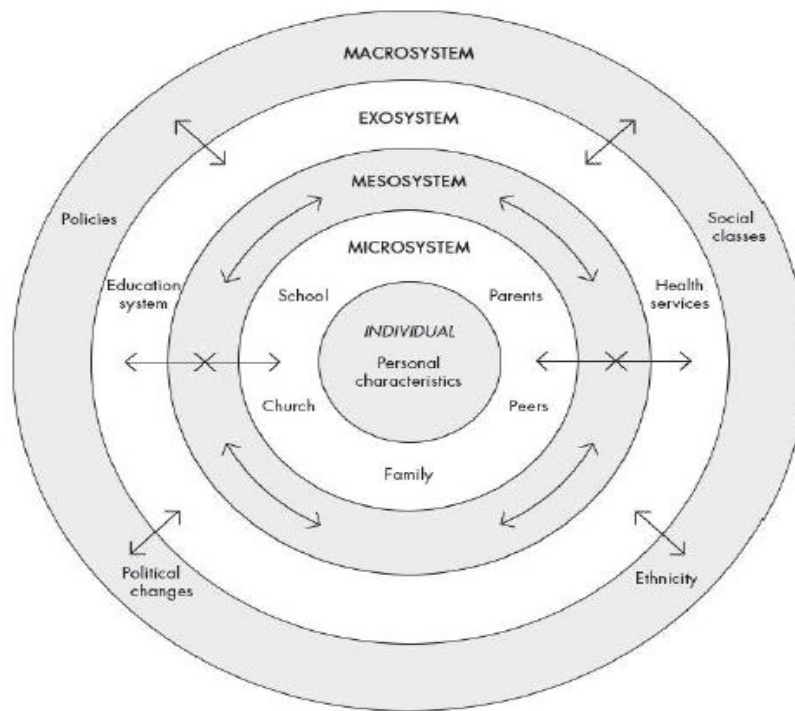 MACROSYSTEM
EXOSYSTEM
MESOSYSTEM
MICROSYSTEM
Policies
Social
classes
Education
system
Health
services
School
Parents
INDIVIDUAL
Personal
characteristics
Church
Peers
Family
Political
changes
Ethnicity